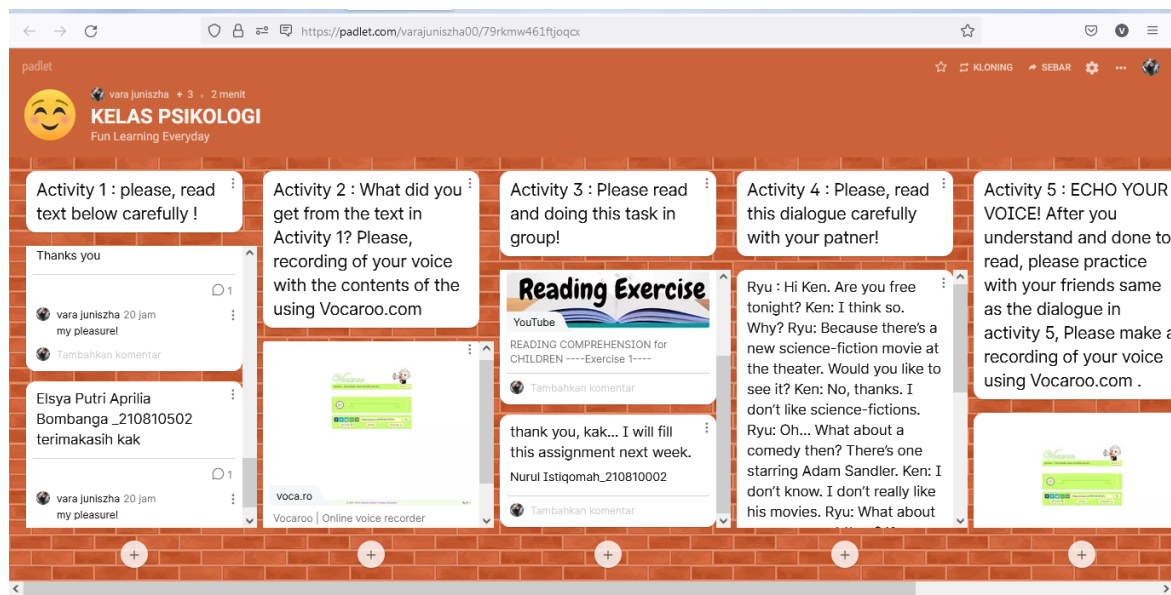 https://padlet.com/varajuniszha00/79rkmw461ftjoqcx
V
padlet
KLONING
SEBAR
vara juniszha + 3 . 2 menit
KELAS PSIKOLOGI
Fun Learning Everyday
Activity 1 : please, read
text below carefully !
Thanks you
1
vara juniszha 20 jam
my pleasure!
Tambahkan komentar
Elsya Putri Aprilia
Bombanga _210810502
terimakasih kak
1
vara juniszha 20 jam
my pleasure!
Activity 2 : What did you
get from the text in
Activity 1? Please,
recording of your voice
with the contents of the
using Vocaroo.com
voca.ro
Vocaroo | Online voice recorder
Activity 3 : Please read
and doing this task in
group!
Reading Exercise
YouTube
READING COMPREHENSION for
CHILDREN ----Exercise 1----
Tambahkan komentar
thank you, kak... I will fill
this assignment next week.
Nurul Istiqomah_210810002
Tambahkan komentar
Activity 4 : Please, read
this dialogue carefully
with your patner!
Ryu : Hi Ken. Are you free
tonight? Ken: I think so.
Why? Ryu: Because there's a
new science-fiction movie at
the theater. Would you like to
see it? Ken: No, thanks. I
don't like science-fictions.
Ryu: Oh... What about a
comedy then? There's one
starring Adam Sandler. Ken: I
don't know. I don't really like
his movies. Ryu: What about
Activity 5 : ECHO YOUR
VOICE! After you
understand and done to
read, please practice
with your friends same
as the dialogue in
activity 5, Please make a
recording of your voice
using Vocaroo.com .